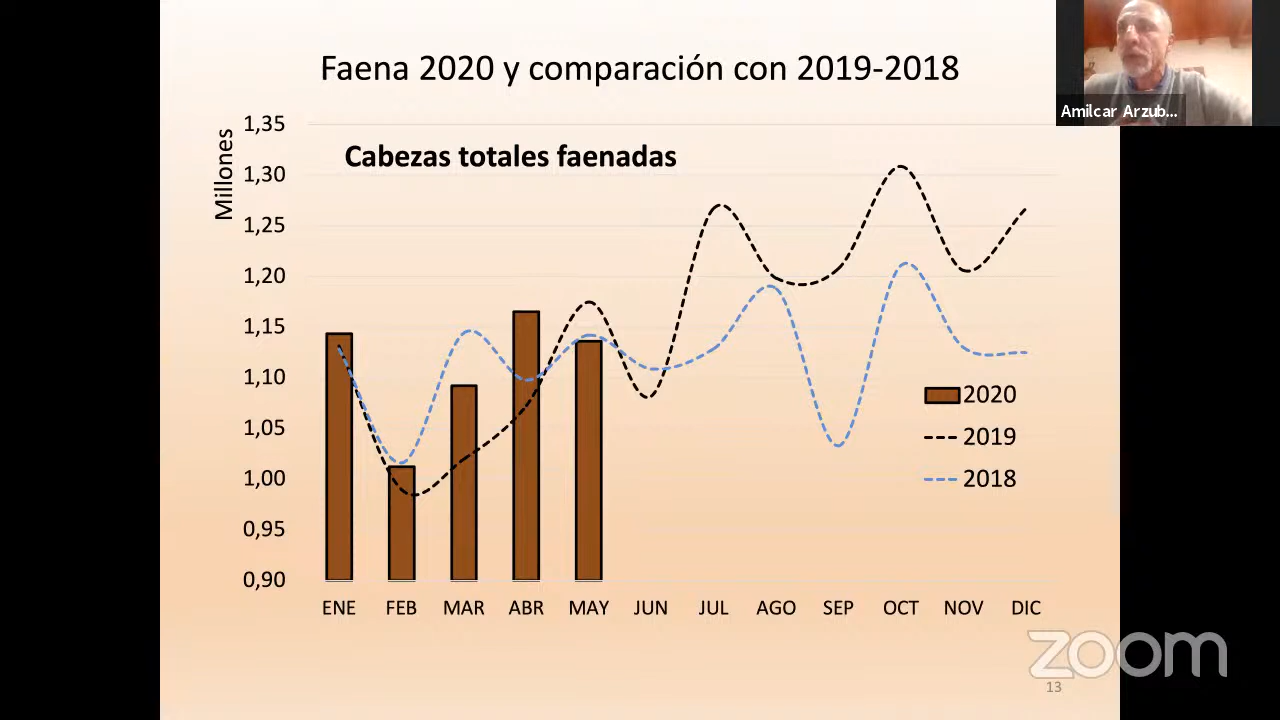 Faena 2020 y comparación con 2019-2018
Amilcar Arzub...
Millones
Cabezas totales faenadas
1,35
1,30
1,25
1,20
1,15
1,10
1,05
1,00
0,95
0,90
2020
2019
2018
ENE FEB MAR ABR MAY JUN JUL AGO SEP OCT NOV DIC
zoom
13